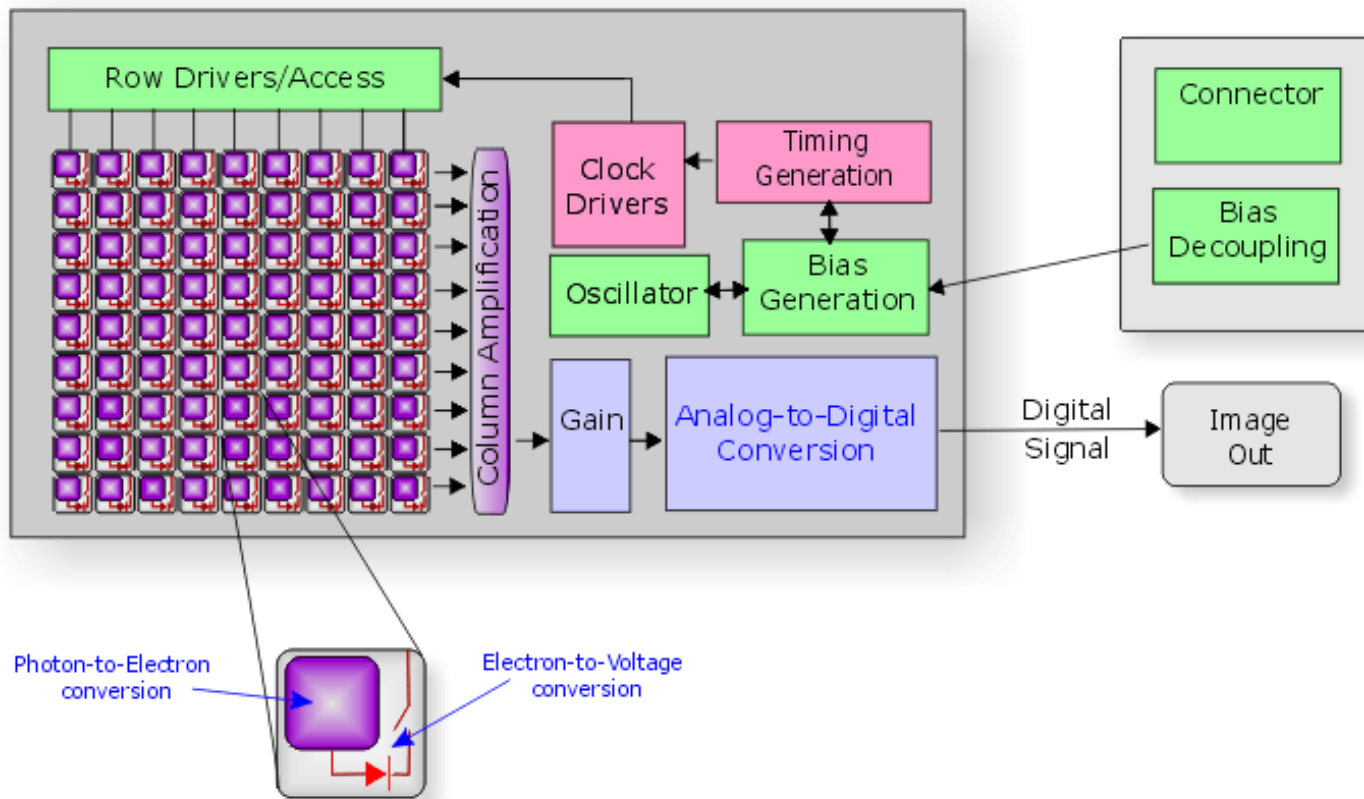 Row Drivers/Access
Connector
Clock
Drivers
Timing
Generation
Column Amplification
Bias
Decoupling
Oscillator
Bias
Generation
Gain
Analog-to-Digital
Conversion
Digital
Signal
Image
Out
Photon-to-Electron
conversion
Electron-to-Voltage
conversion